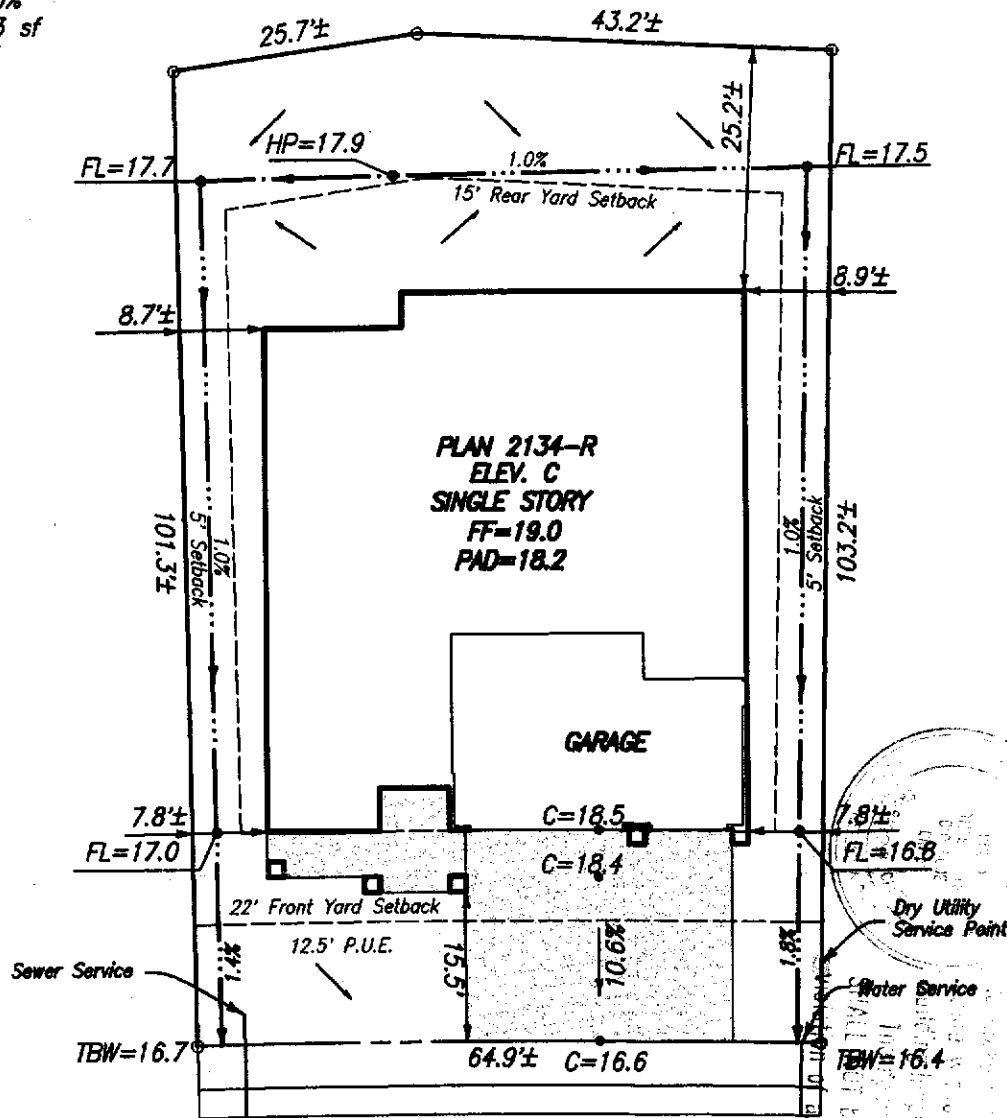 0%
3 sf
25.7'±
43.2'±
25.2'±
HP=17.9
FL=17.7
1.0%
FL=17.5
15' Rear Yard Setback
8.7'±
8.9'±
PLAN 2134-R
ELEV. C
SINGLE STORY
FF=19.0
PAD=18.2
101.3'±
5' Setback
1.0%
1.0%
5' Setback
103.2'±
GARAGE
7.8'±
C=18.5
7.8'±
FL=17.0
C=18.4
FL=16.8
22' Front Yard Setback
Dry Utility
Service Point
12.5' P.U.E.
15.5'
10.9%
1.4%
1.8%
Sewer Service
Water Service
TBW=16.7
64.9'±
C=16.6
TBW=16.4